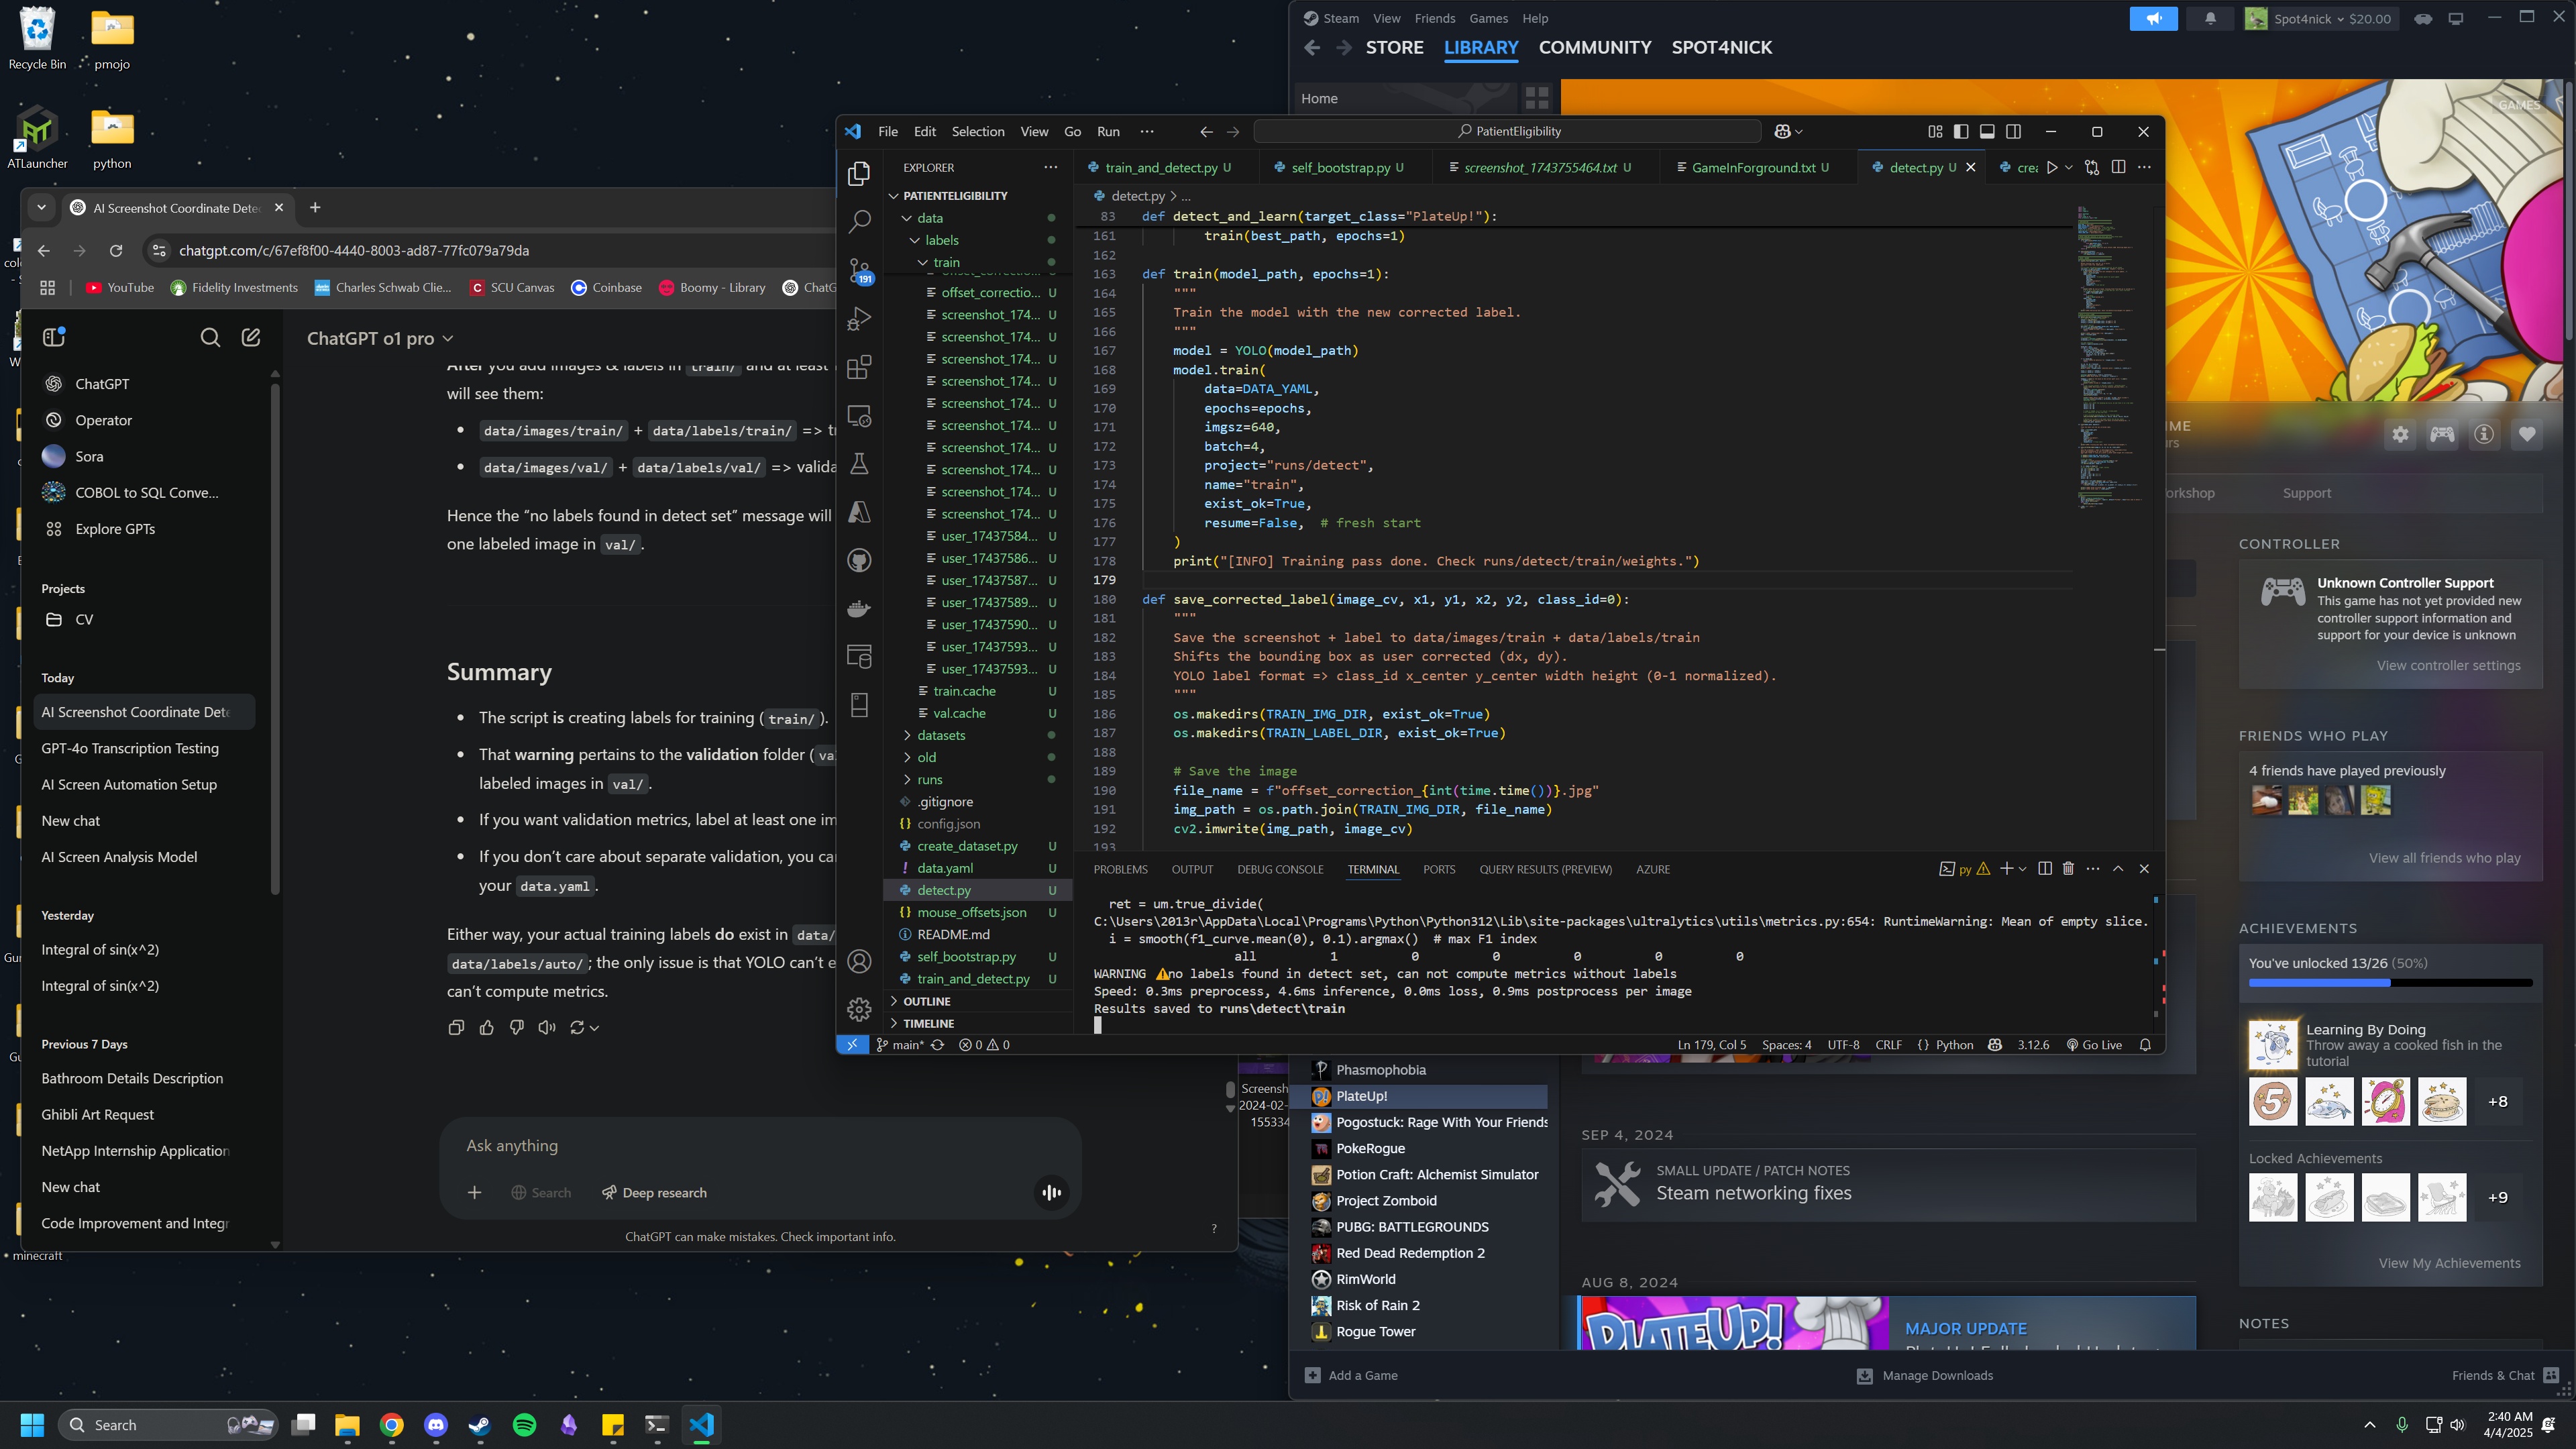 Recycle Bin
pmojo
ATLauncher
python
minecraft
AI Screenshot Coordinate Dete
chatgpt.com/c/67ef8f00-4440-8003-ad87-77fc079a79da
YouTube
Fidelity Investments
Charles Schwab Clie...
SCU Canvas
Coinbase
Boomy - Library
ChatG
ChatGPT
Operator
Sora
COBOL to SQL Conve...
Explore GPTs
Projects
CV
Today
AI Screenshot Coordinate Dete
GPT-4o Transcription Testing
AI Screen Automation Setup
New chat
AI Screen Analysis Model
Yesterday
Integral of sin(x^2)
Integral of sin(x^2)
Previous 7 Days
Bathroom Details Description
Ghibli Art Request
NetApp Internship Application
New chat
Code Improvement and Integr
ChatGPT o1 pro
After you add images & labels in train/ and at least
will see them:
data/images/train/ + data/labels/train/ => tr
data/images/val/ + data/labels/val/ => valida
Hence the “no labels found in detect set” message will
one labeled image in val/.
Summary
The script is creating labels for training (train/).
That warning pertains to the validation folder (va
labeled images in val/.
If you want validation metrics, label at least one im
If you don’t care about separate validation, you ca
your data.yaml.
Either way, your actual training labels do exist in data/
data/labels/auto/; the only issue is that YOLO can’t e
can’t compute metrics.
Ask anything
Search
Deep research
ChatGPT can make mistakes. Check important info.
?
Screensh
2024-02-
155334
File Edit Selection View Go Run ···
PatientEligibility
EXPLORER
PATIENTELIGIBILITY
data
labels
train
offset_correctio... U
screenshot_174... U
screenshot_174... U
screenshot_174... U
screenshot_174... U
screenshot_174... U
screenshot_174... U
screenshot_174... U
screenshot_174... U
screenshot_174... U
screenshot_174... U
user_17437584... U
user_17437586... U
user_17437587... U
user_17437589... U
user_17437590... U
user_17437593... U
user_17437593... U
train.cache U
val.cache U
datasets
old
runs
.gitignore
config.json
create_dataset.py U
data.yaml U
detect.py U
mouse_offsets.json U
README.md
self_bootstrap.py U
train_and_detect.py U
OUTLINE
TIMELINE
191
train_and_detect.py U
self_bootstrap.py U
screenshot_1743755464.txt U
GameInForground.txt U
detect.py U
crea
detect.py > ...
83 def detect_and_learn(target_class="PlateUp!"):
161 train(best_path, epochs=1)
162
163 def train(model_path, epochs=1):
164 """
165 Train the model with the new corrected label.
166 """
167 model = YOLO(model_path)
168 model.train(
169 data=DATA_YAML,
170 epochs=epochs,
171 imgsz=640,
172 batch=4,
173 project="runs/detect",
174 name="train",
175 exist_ok=True,
176 resume=False,  # fresh start
177 )
178 print("[INFO] Training pass done. Check runs/detect/train/weights.")
179
180 def save_corrected_label(image_cv, x1, y1, x2, y2, class_id=0):
181 """
182 Save the screenshot + label to data/images/train + data/labels/train
183 Shifts the bounding box as user corrected (dx, dy).
184 YOLO label format => class_id x_center y_center width height (0-1 normalized).
185 """
186 os.makedirs(TRAIN_IMG_DIR, exist_ok=True)
187 os.makedirs(TRAIN_LABEL_DIR, exist_ok=True)
188
189 # Save the image
190 file_name = f"offset_correction_{int(time.time())}.jpg"
191 img_path = os.path.join(TRAIN_IMG_DIR, file_name)
192 cv2.imwrite(img_path, image_cv)
193
PROBLEMS OUTPUT DEBUG CONSOLE TERMINAL PORTS QUERY RESULTS (PREVIEW) AZURE
py
ret = um.true_divide(
C:\Users\2013r\AppData\Local\Programs\Python\Python312\Lib\site-packages\ultralytics\utils\metrics.py:654: RuntimeWarning: Mean of empty slice.
i = smooth(f1_curve.mean(0), 0.1).argmax()  # max F1 index
all 1 0 0 0 0 0
WARNING ⚠️no labels found in detect set, can not compute metrics without labels
Speed: 0.3ms preprocess, 4.6ms inference, 0.0ms loss, 0.9ms postprocess per image
Results saved to runs\detect\train
main* 0 0
Ln 179, Col 5 Spaces: 4 UTF-8 CRLF {} Python 3.12.6 Go Live
Steam View Friends Games Help
Spot4nick $20.00
STORE LIBRARY COMMUNITY SPOT4NICK
Home
GAMES
Support
CONTROLLER
Unknown Controller Support
This game has not yet provided new
controller support information and
support for your device is unknown
View controller settings
FRIENDS WHO PLAY
4 friends have played previously
View all friends who play
ACHIEVEMENTS
You've unlocked 13/26 (50%)
Learning By Doing
Throw away a cooked fish in the
tutorial
5
+8
Locked Achievements
+9
View My Achievements
NOTES
Phasmophobia
PlateUp!
Pogostuck: Rage With Your Friends
PokeRogue
Potion Craft: Alchemist Simulator
Project Zomboid
PUBG: BATTLEGROUNDS
Red Dead Redemption 2
RimWorld
Risk of Rain 2
Rogue Tower
SEP 4, 2024
SMALL UPDATE / PATCH NOTES
Steam networking fixes
AUG 8, 2024
PLATEUP!
MAJOR UPDATE
Add a Game
Manage Downloads
Friends & Chat
Search
2:40 AM
4/4/2025